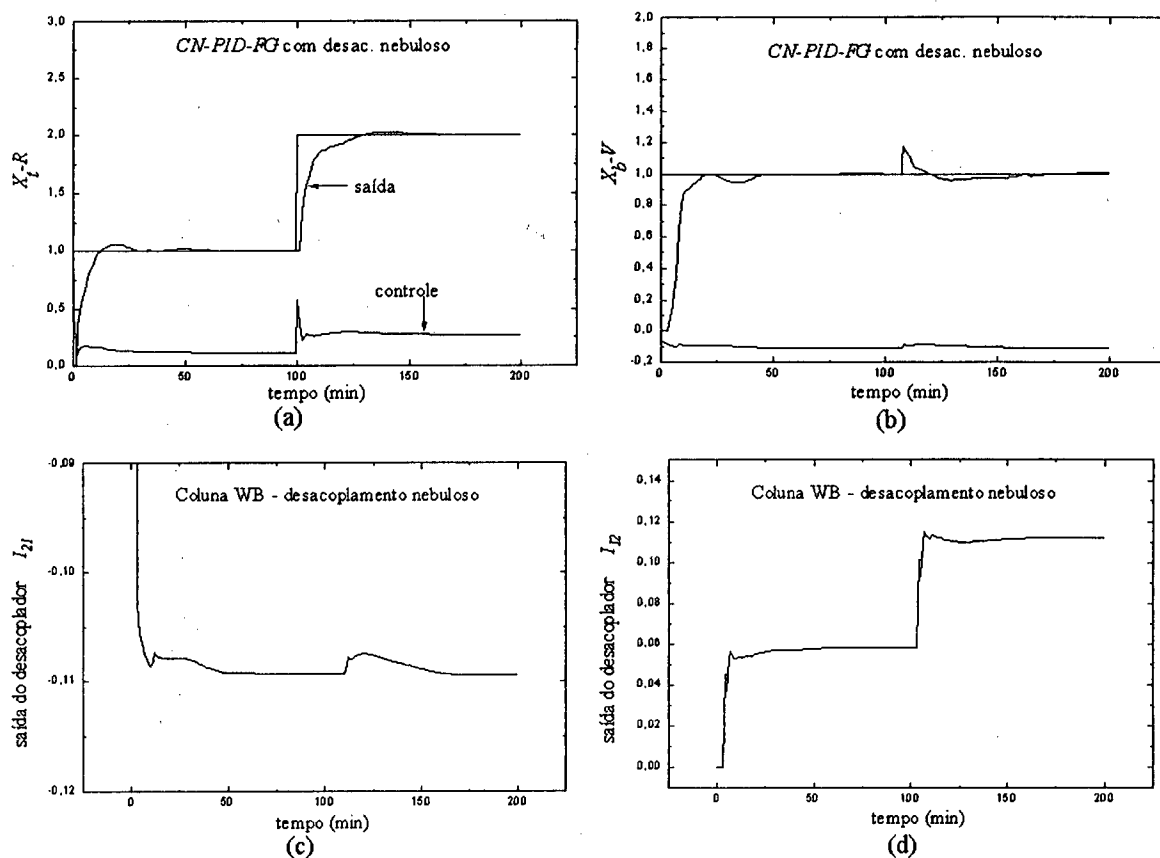 CN-PID-FG com desac. nebuloso
X_t-R
3,0
2,5
2,0
1,5
1,0
0,5
0,0
saída
controle
0 50 100 150 200
tempo (min)
(a)
CN-PID-FG com desac. nebuloso
X_b-V
2,0
1,8
1,6
1,4
1,2
1,0
0,8
0,6
0,4
0,2
0,0
-0,2
0 50 100 150 200
tempo (min)
(b)
Coluna WB - desacoplamento nebuloso
saída do desacoplador I_21
-0,09
-0,10
-0,11
-0,12
0 50 100 150 200
tempo (min)
(c)
Coluna WB - desacoplamento nebuloso
saída do desacoplador I_12
0,14
0,12
0,10
0,08
0,06
0,04
0,02
0,00
0 50 100 150 200
tempo (min)
(d)